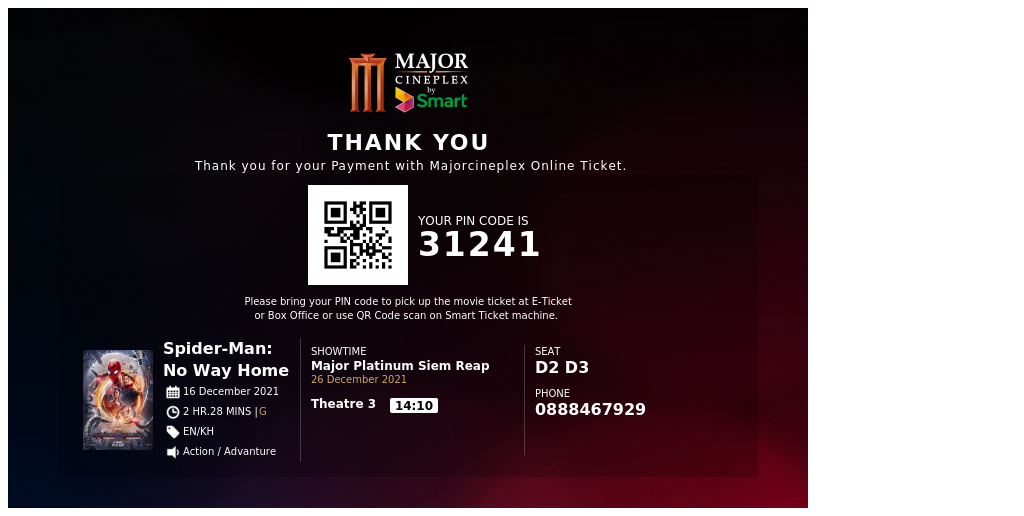 MAJOR
CINEPLEX
by
Smart
THANK YOU
Thank you for your Payment with Majorcineplex Online Ticket.
YOUR PIN CODE IS
31241
Please bring your PIN code to pick up the movie ticket at E-Ticket
or Box Office or use QR Code scan on Smart Ticket machine.
Spider-Man:
No Way Home
16 December 2021
2 HR.28 MINS | G
EN/KH
Action / Advanture
SHOWTIME
Major Platinum Siem Reap
26 December 2021
Theatre 3 14:10
SEAT
D2 D3
PHONE
0888467929